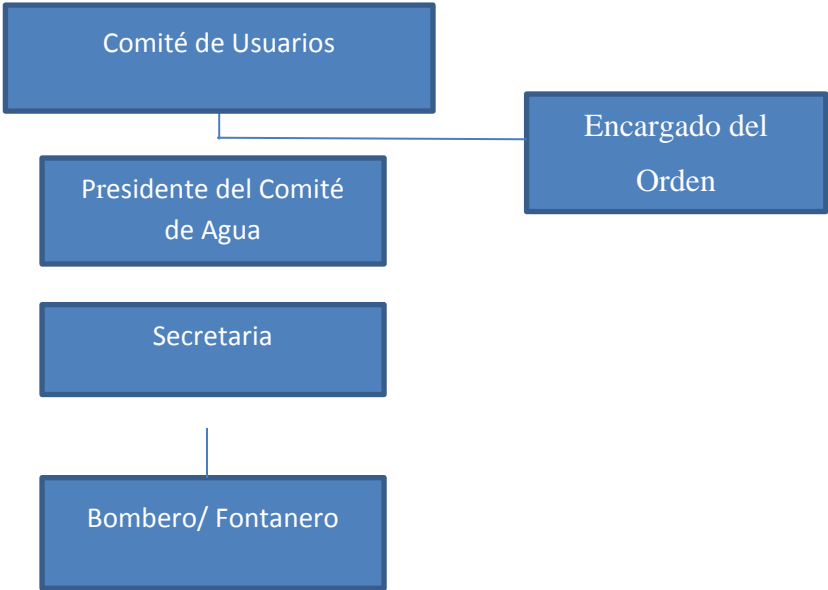 Comité de Usuarios
Encargado del
Orden
Presidente del Comité
de Agua
Secretaria
Bombero/ Fontanero